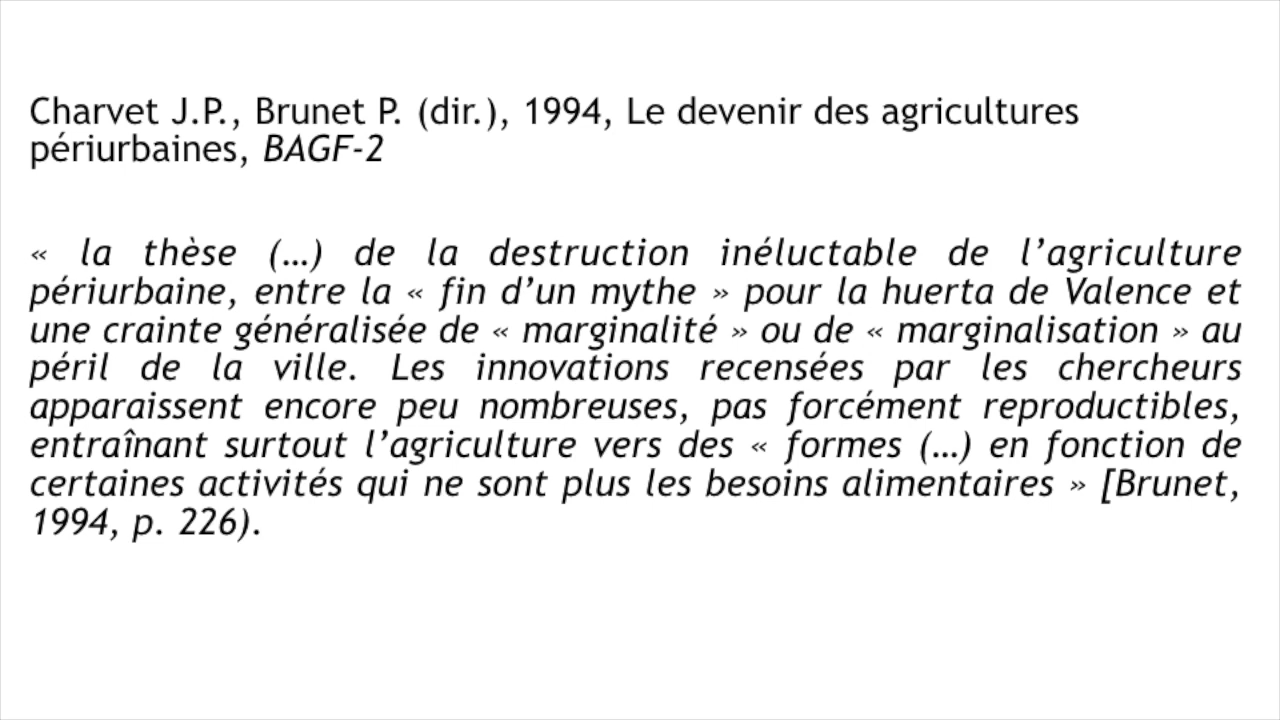 Charvet J.P., Brunet P. (dir.), 1994, Le devenir des agricultures
périurbaines, BAGF-2
« la thèse (…) de la destruction inéluctable de l’agriculture
périurbaine, entre la « fin d’un mythe » pour la huerta de Valence et
une crainte généralisée de « marginalité » ou de « marginalisation » au
péril de la ville. Les innovations recensées par les chercheurs
apparaissent encore peu nombreuses, pas forcément reproductibles,
entraînant surtout l’agriculture vers des « formes (…) en fonction de
certaines activités qui ne sont plus les besoins alimentaires » [Brunet,
1994, p. 226).